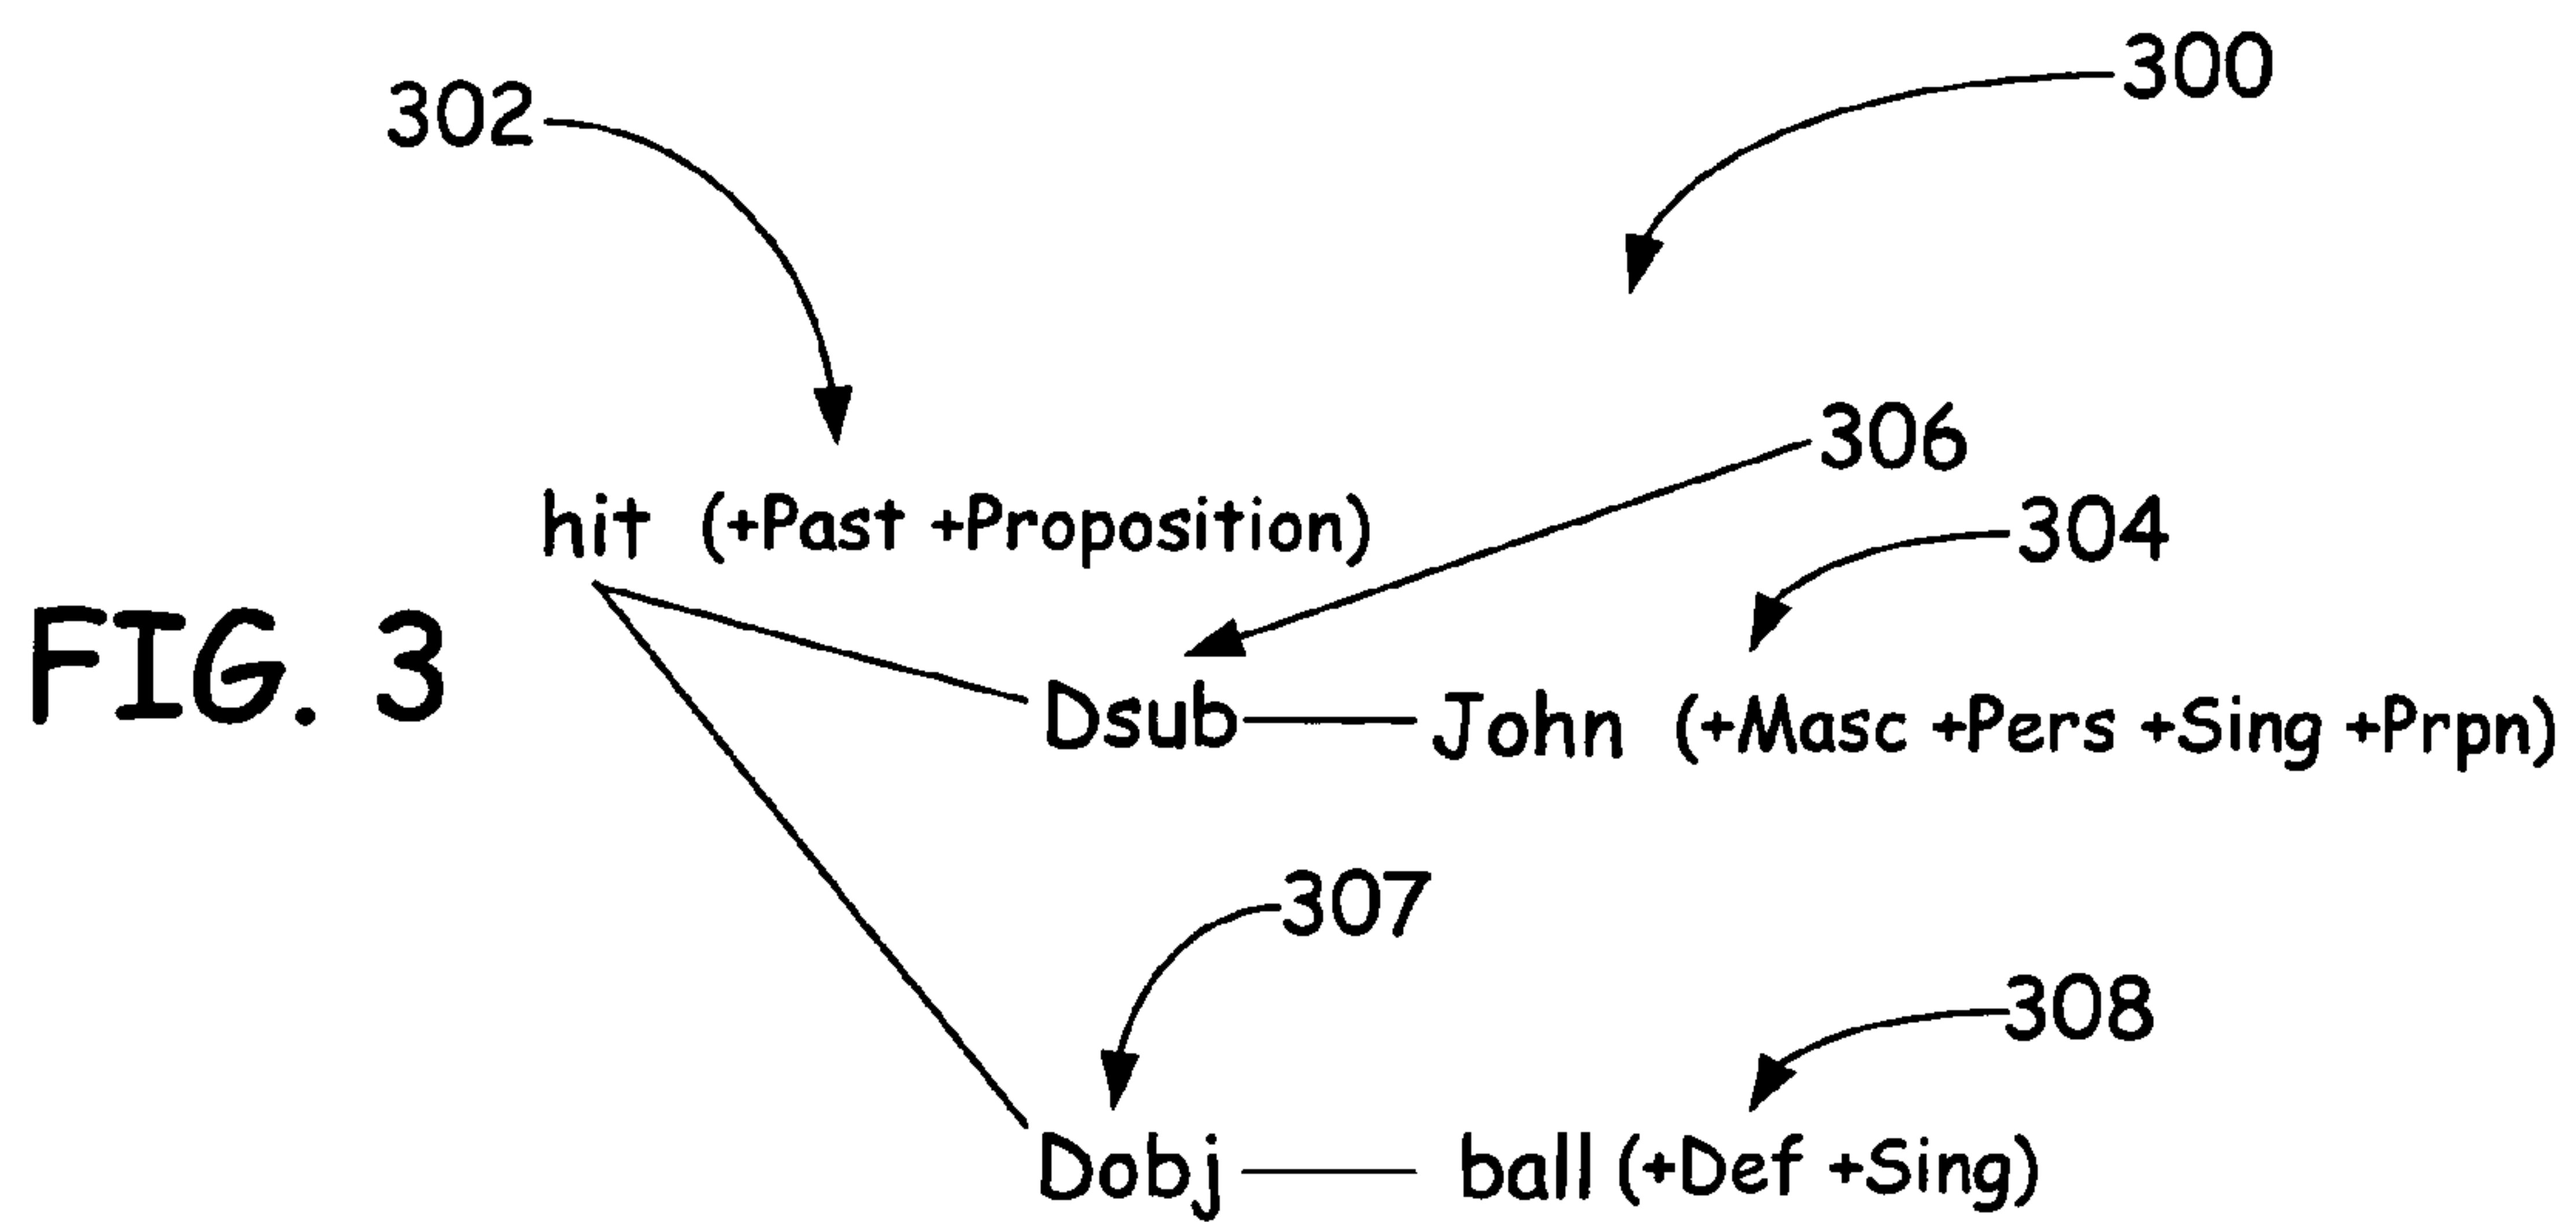 300
302
306
hit (+Past +Proposition)
304
FIG. 3
Dsub John (+Masc +Pers +Sing +Prpn)
307
308
Dobj ball (+Def +Sing)